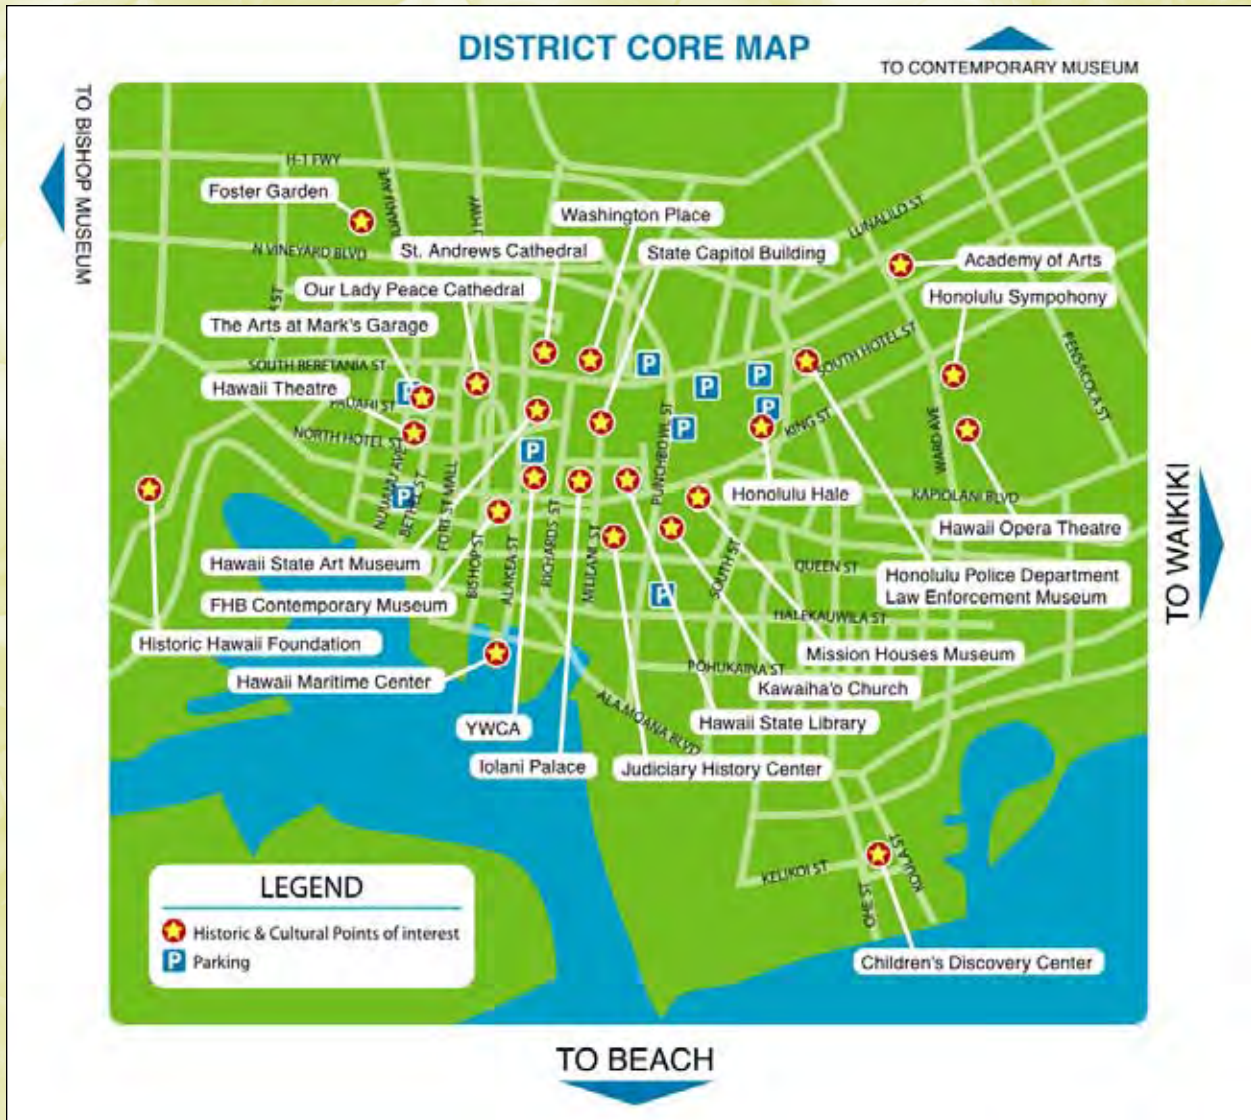 DISTRICT CORE MAP
TO CONTEMPORARY MUSEUM
TO BISHOP MUSEUM
H-1 FWY
Foster Garden
Washington Place
LUNALILO ST
N VINEYARD BLVD
St. Andrews Cathedral
State Capitol Building
Academy of Arts
Our Lady Peace Cathedral
Honolulu Sympohony
The Arts at Mark's Garage
SOUTH BERETANIA ST
SOUTH HOTEL ST
PENSACOLA ST
Hawaii Theatre
PAUAHI ST
P
P
P
P
P
P
P
P
P
NORTH HOTEL ST
KING ST
WARD AVE
PUNCHBOWL ST
NUUANU AVE
BETHEL ST
FORT ST MALL
Honolulu Hale
KAPIOLANI BLVD
Hawaii Opera Theatre
TO WAIKIKI
Hawaii State Art Museum
BISHOP ST
ALAKEA ST
RICHARDS ST
MILILANI ST
SOUTH ST
QUEEN ST
Honolulu Police Department
Law Enforcement Museum
FHB Contemporary Museum
HALEKAUWILA ST
Historic Hawaii Foundation
Mission Houses Museum
POHUKAINA ST
Hawaii Maritime Center
Kawaiha'o Church
ALA MOANA BLVD
Hawaii State Library
YWCA
Iolani Palace
Judiciary History Center
KELIKOI ST
KOULA ST
OHE ST
LEGEND
Historic & Cultural Points of interest
P Parking
Children's Discovery Center
TO BEACH